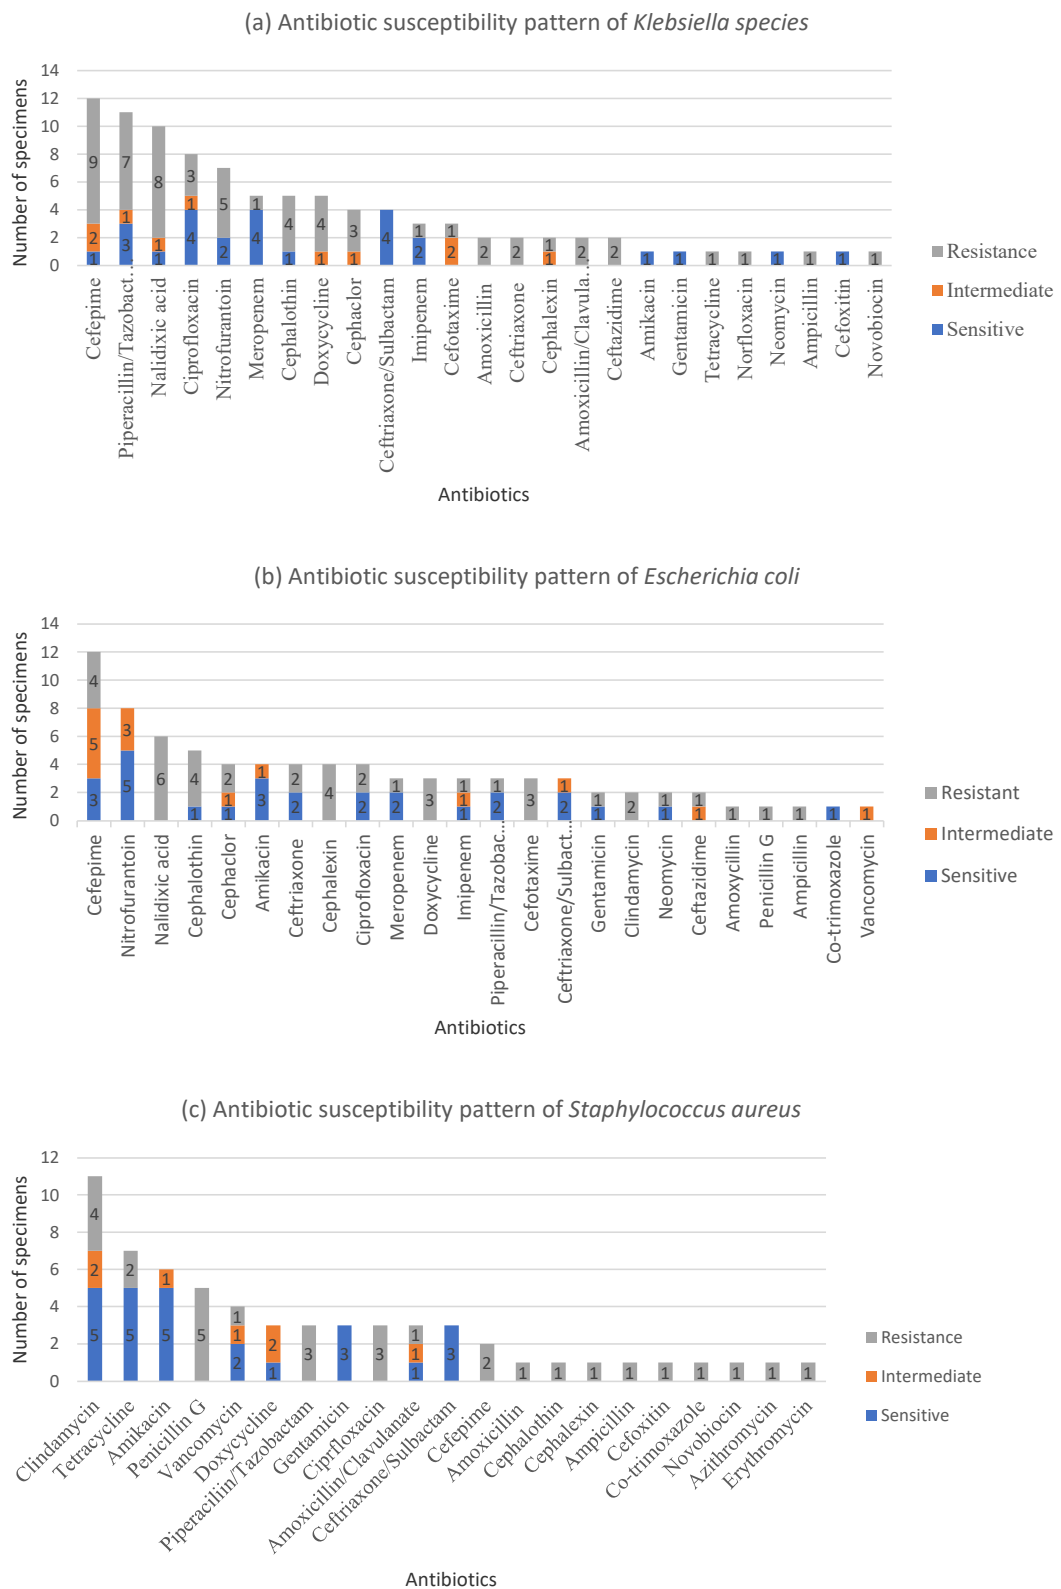 (a) Antibiotic susceptibility pattern of Klebsiella species
Number of specimens
14
12
10
8
6
4
2
0
9
2
1
7
1
3
8
1
1
3
1
4
5
2
1
4
4
1
4
1
3
1
4
1
2
1
2
2
2
1
1
2
2
1
1
1
1
1
1
1
1
Cefepime
Piperacillin/Tazobact…
Nalidixic acid
Ciprofloxacin
Nitrofurantoin
Meropenem
Cephalothin
Doxycycline
Cephaclor
Ceftriaxone/Sulbactam
Imipenem
Cefotaxime
Amoxicillin
Ceftriaxone
Cephalexin
Amoxicillin/Clavula…
Ceftazidime
Amikacin
Gentamicin
Tetracycline
Norfloxacin
Neomycin
Ampicillin
Cefoxitin
Novobiocin
Antibiotics
Resistance
Intermediate
Sensitive
(b) Antibiotic susceptibility pattern of Escherichia coli
Number of specimens
14
12
10
8
6
4
2
0
4
5
3
3
5
6
4
1
2
1
1
1
3
2
2
4
2
2
1
2
3
1
1
1
1
2
3
1
2
1
1
2
1
1
1
1
1
1
1
1
1
Cefepime
Nitrofurantoin
Nalidixic acid
Cephalothin
Cephaclor
Amikacin
Ceftriaxone
Cephalexin
Ciprofloxacin
Meropenem
Doxycycline
Imipenem
Piperacillin/Tazobac…
Cefotaxime
Ceftriaxone/Sulbact…
Gentamicin
Clindamycin
Neomycin
Ceftazidime
Amoxycillin
Penicillin G
Ampicillin
Co-trimoxazole
Vancomycin
Antibiotics
Resistant
Intermediate
Sensitive
(c) Antibiotic susceptibility pattern of Staphylococcus aureus
Number of specimens
12
10
8
6
4
2
0
4
2
5
2
5
1
5
5
1
1
2
2
1
3
3
3
1
1
1
3
2
1
1
1
1
1
1
1
1
1
Clindamycin
Tetracycline
Amikacin
Penicillin G
Vancomycin
Doxycycline
Piperaciliin/Tazobactam
Gentamicin
Ciprfloxacin
Amoxicillin/Clavulanate
Ceftriaxone/Sulbactam
Cefepime
Amoxicillin
Cephalothin
Cephalexin
Ampicillin
Cefoxitin
Co-trimoxazole
Novobiocin
Azithromycin
Erythromycin
Antibiotics
Resistance
Intermediate
Sensitive